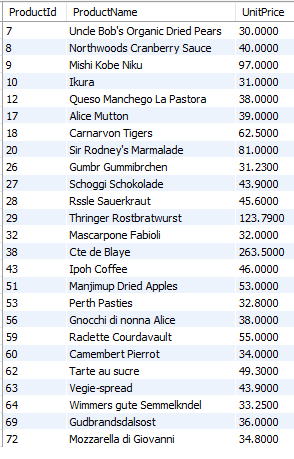 ProductId ProductName UnitPrice
7 Uncle Bob's Organic Dried Pears 30.0000
8 Northwoods Cranberry Sauce 40.0000
9 Mishi Kobe Niku 97.0000
10 Ikura 31.0000
12 Queso Manchego La Pastora 38.0000
17 Alice Mutton 39.0000
18 Carnarvon Tigers 62.5000
20 Sir Rodney's Marmalade 81.0000
26 Gumbr Gummibrchen 31.2300
27 Schoggi Schokolade 43.9000
28 Rssle Sauerkraut 45.6000
29 Thringer Rostbratwurst 123.7900
32 Mascarpone Fabioli 32.0000
38 Cte de Blaye 263.5000
43 Ipoh Coffee 46.0000
51 Manjimup Dried Apples 53.0000
53 Perth Pasties 32.8000
56 Gnocchi di nonna Alice 38.0000
59 Raclette Courdavault 55.0000
60 Camembert Pierrot 34.0000
62 Tarte au sucre 49.3000
63 Vegie-spread 43.9000
64 Wimmers gute Semmelkndel 33.2500
69 Gudbrandsdalsost 36.0000
72 Mozzarella di Giovanni 34.8000